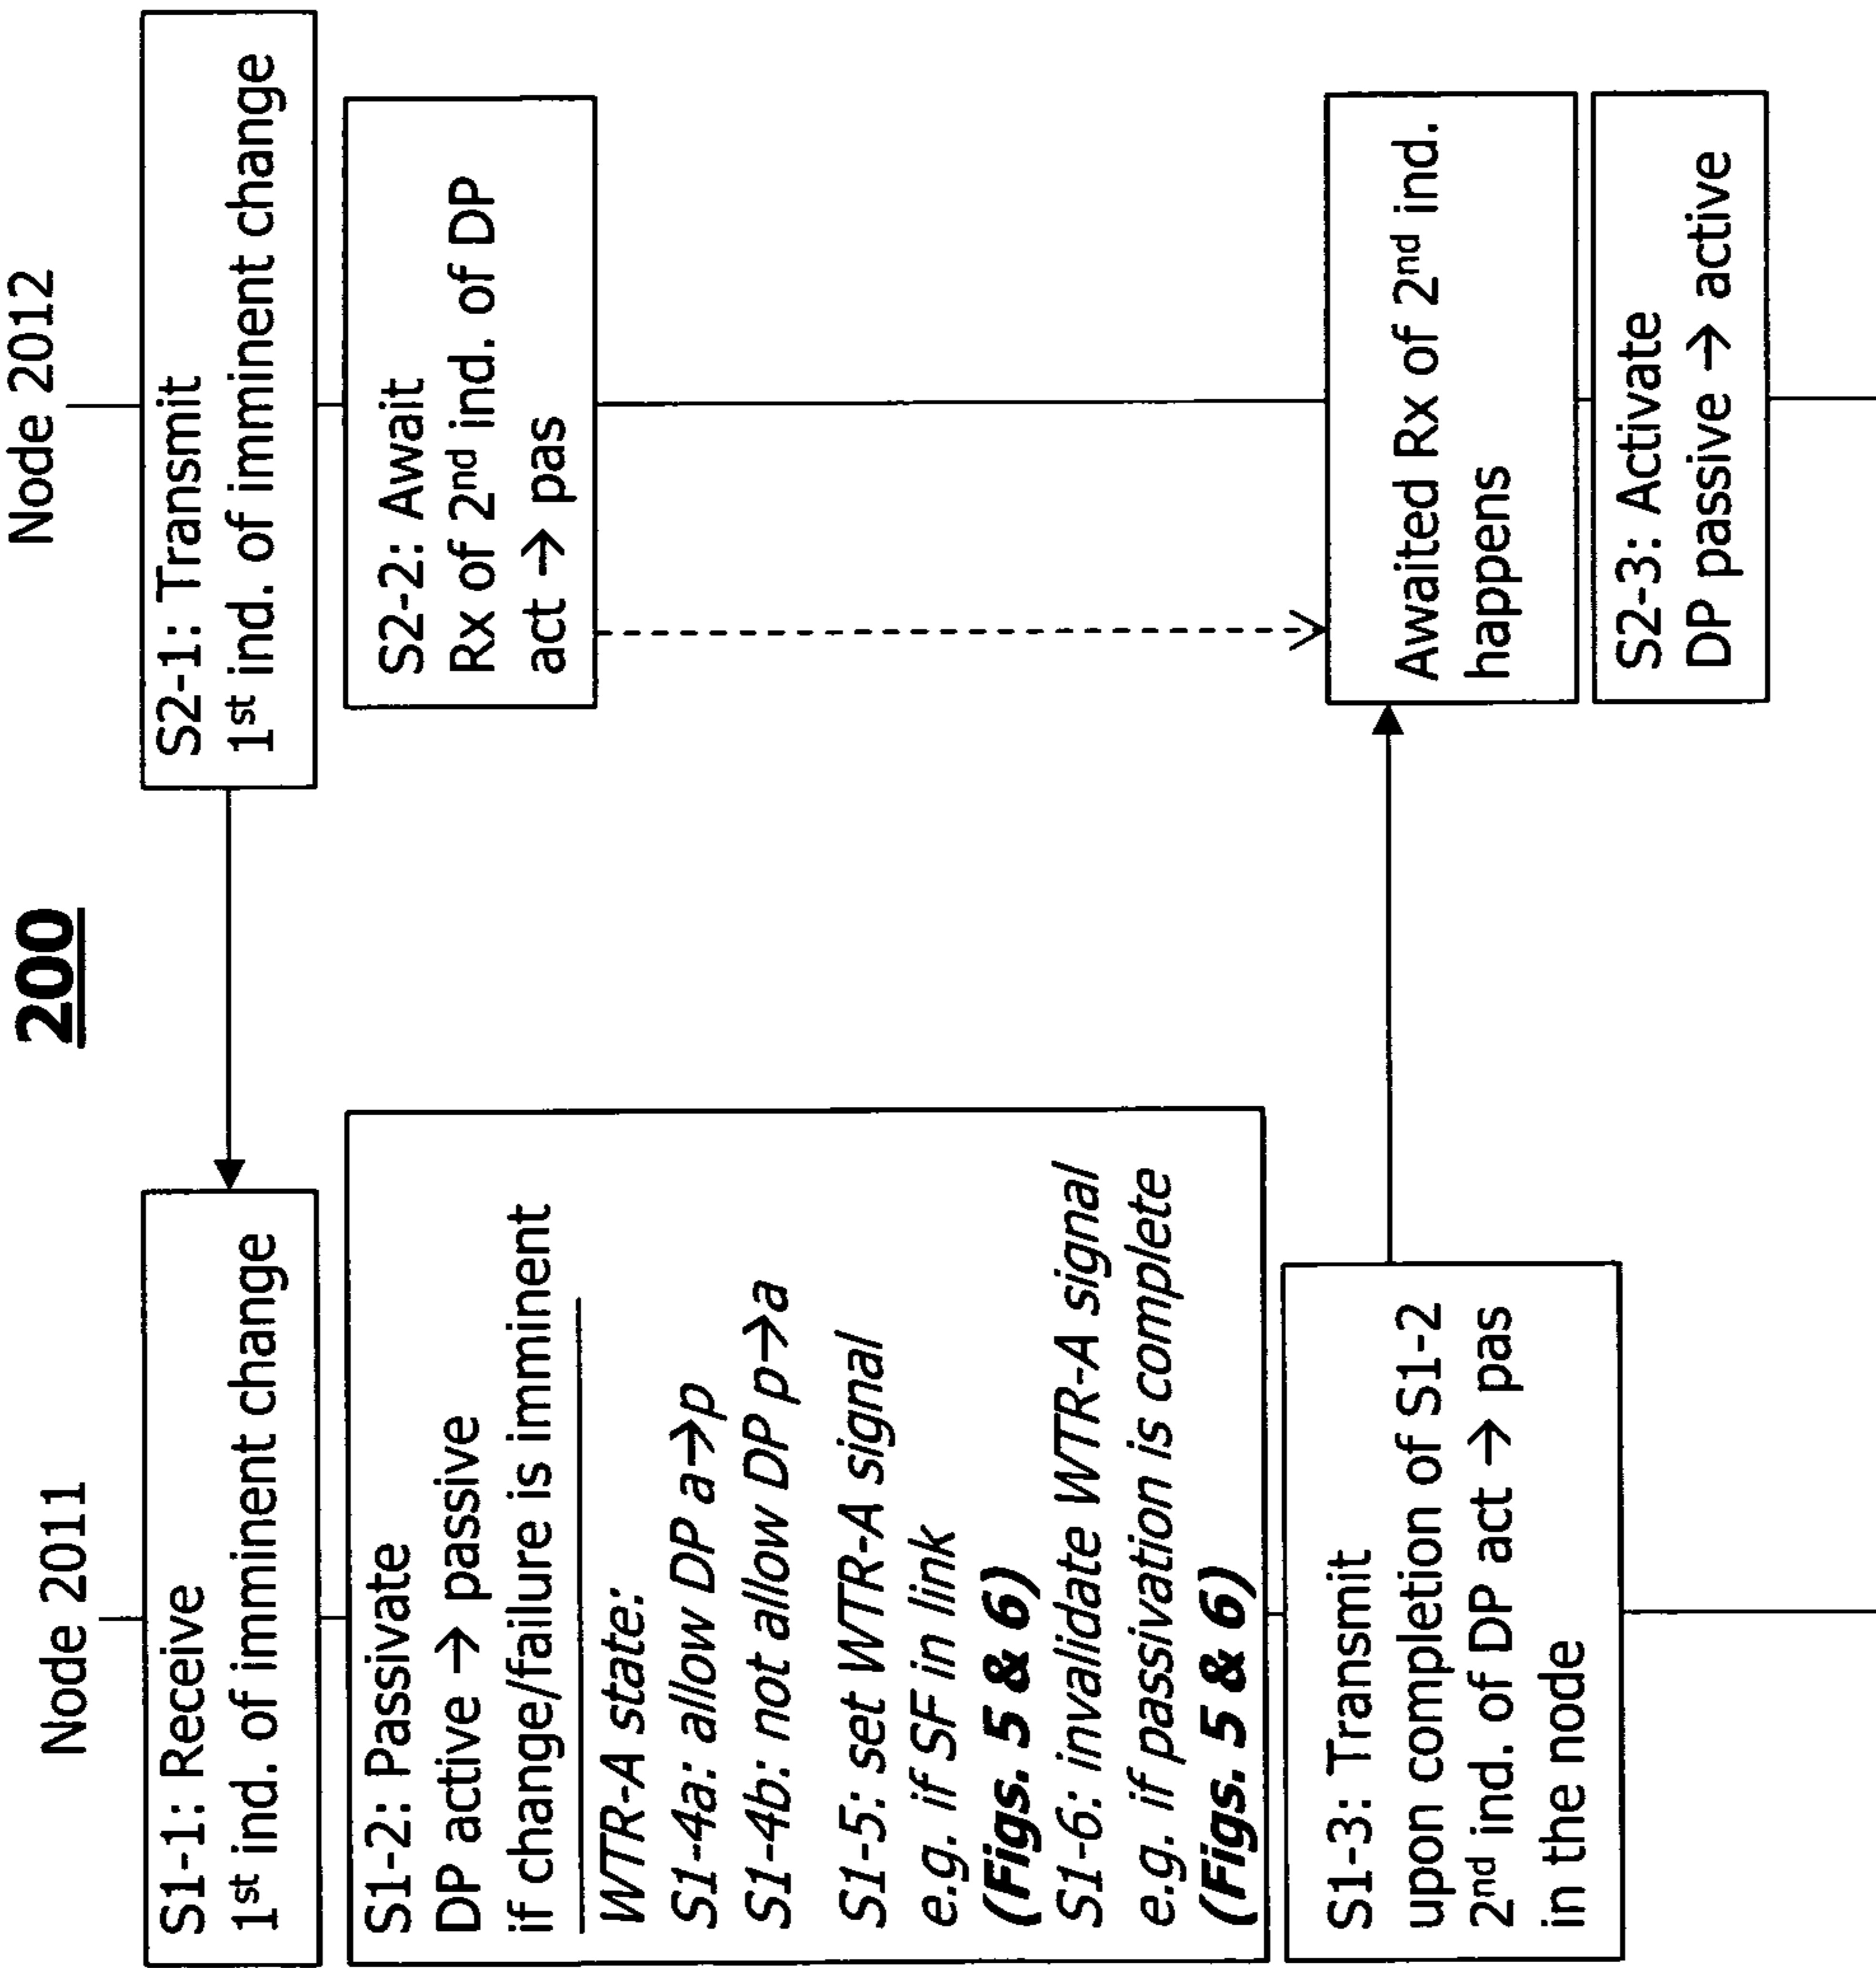 200
Node 2011
S1-1: Receive
1st ind. of imminent change
S1-2: Passivate
DP active → passive
if change/failure is imminent
WTR-A state:
S1-4a: allow DP a→p
S1-4b: not allow DP p→a
S1-5: set WTR-A signal
e.g. if SF in link
(Figs. 5 & 6)
S1-6: invalidate WTR-A signal
e.g. if passivation is complete
(Figs. 5 & 6)
S1-3: Transmit
upon completion of S1-2
2nd ind. of DP act → pas
in the node
Node 2012
S2-1: Transmit
1st ind. of imminent change
S2-2: Await
Rx of 2nd ind. of DP
act → pas
Awaited Rx of 2nd ind.
happens
S2-3: Activate
DP passive → active